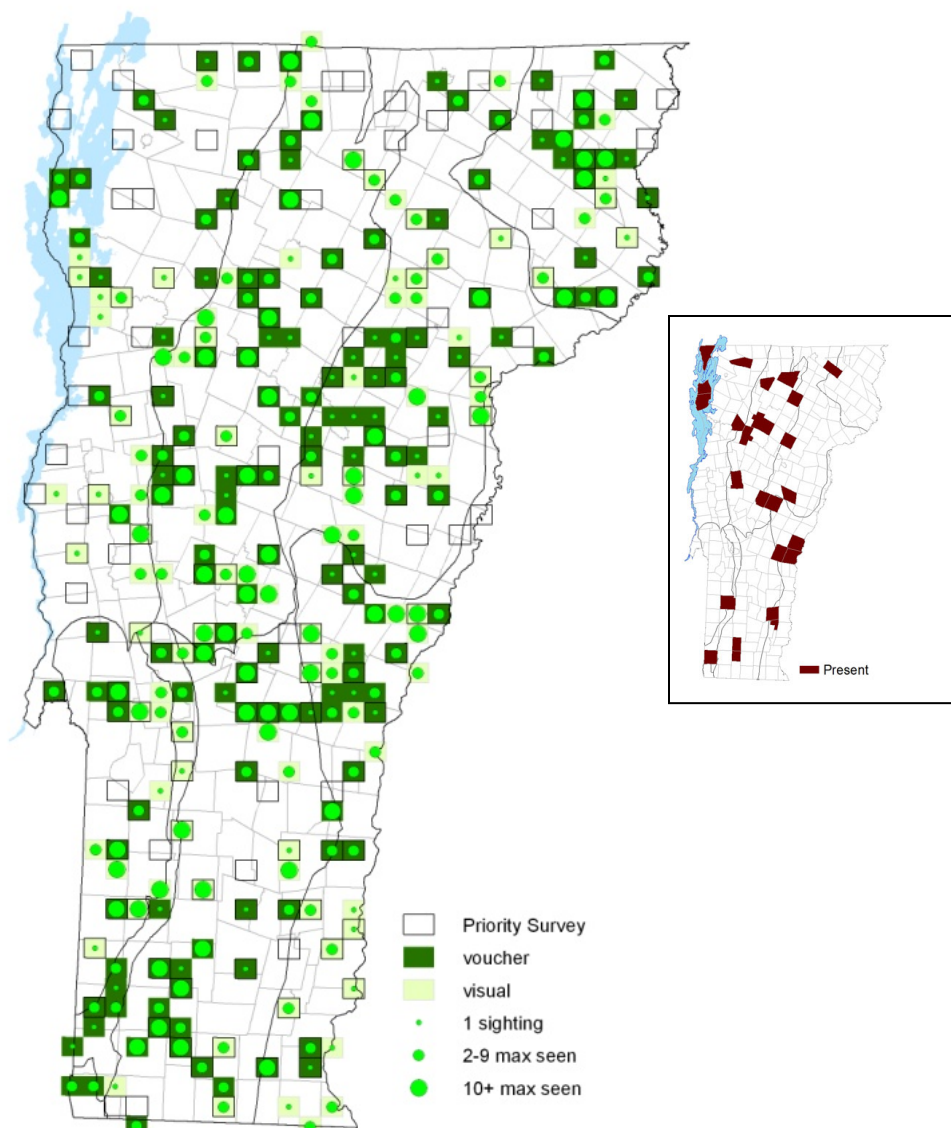 Present
Priority Survey
voucher
visual
1 sighting
2-9 max seen
10+ max seen